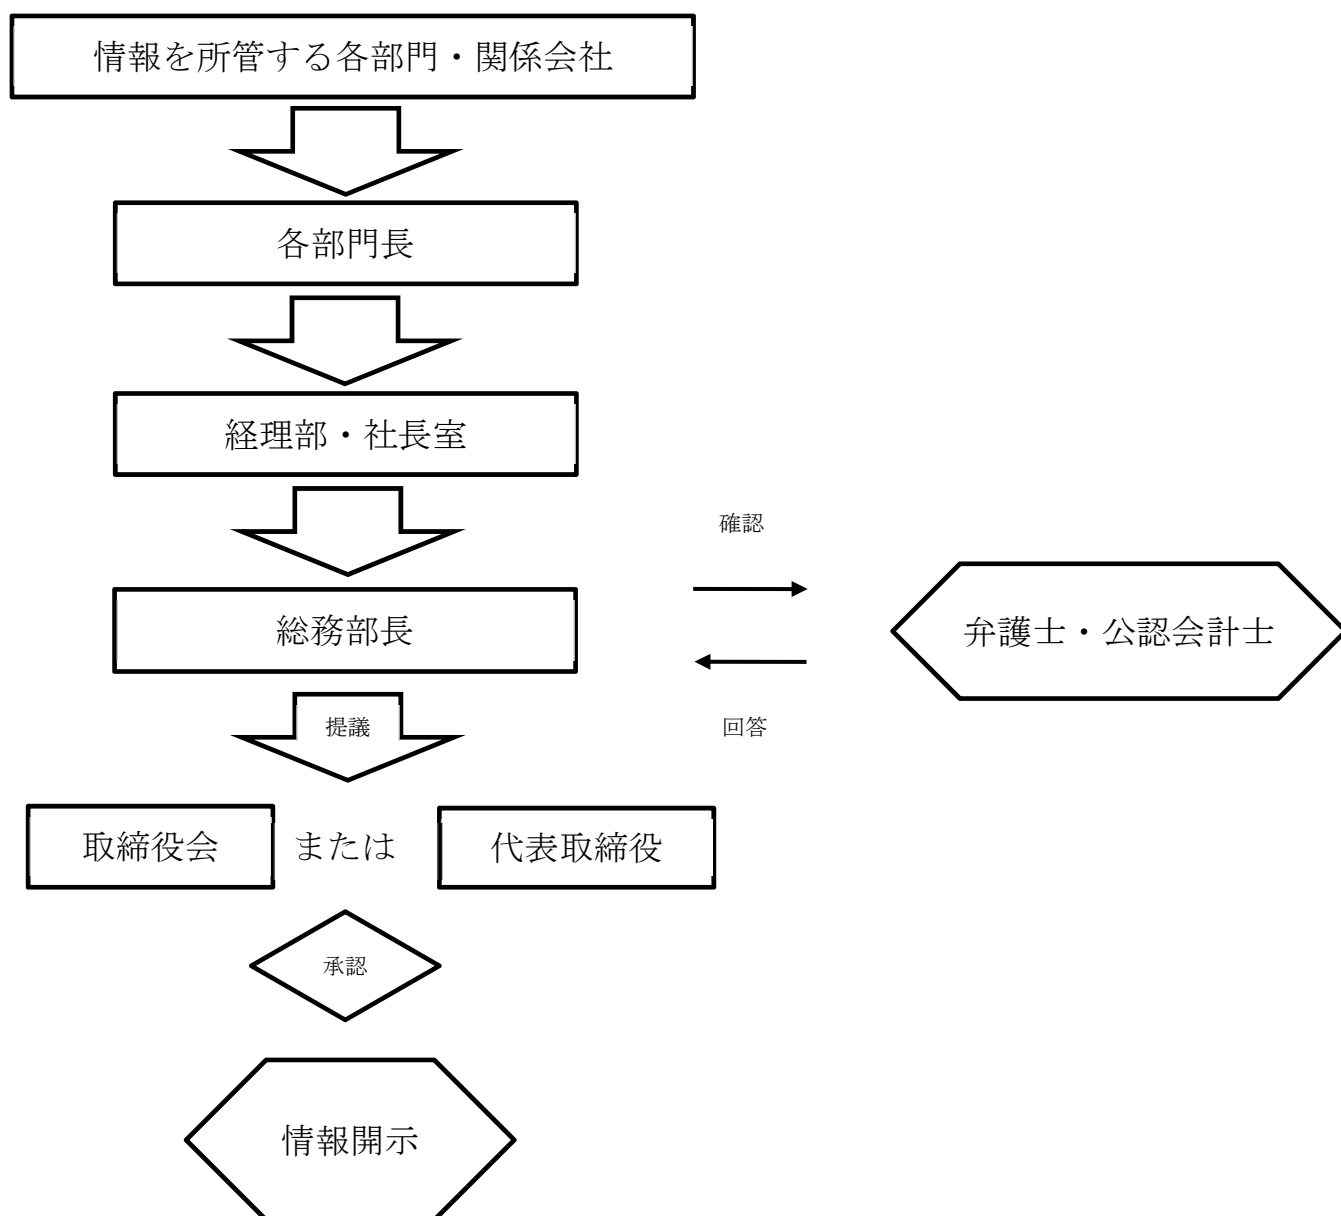 情報を所管する各部門・関係会社
各部門長
経理部・社長室
確認
総務部長
弁護士・公認会計士
提議
回答
取締役会 または 代表取締役
承認
情報開示